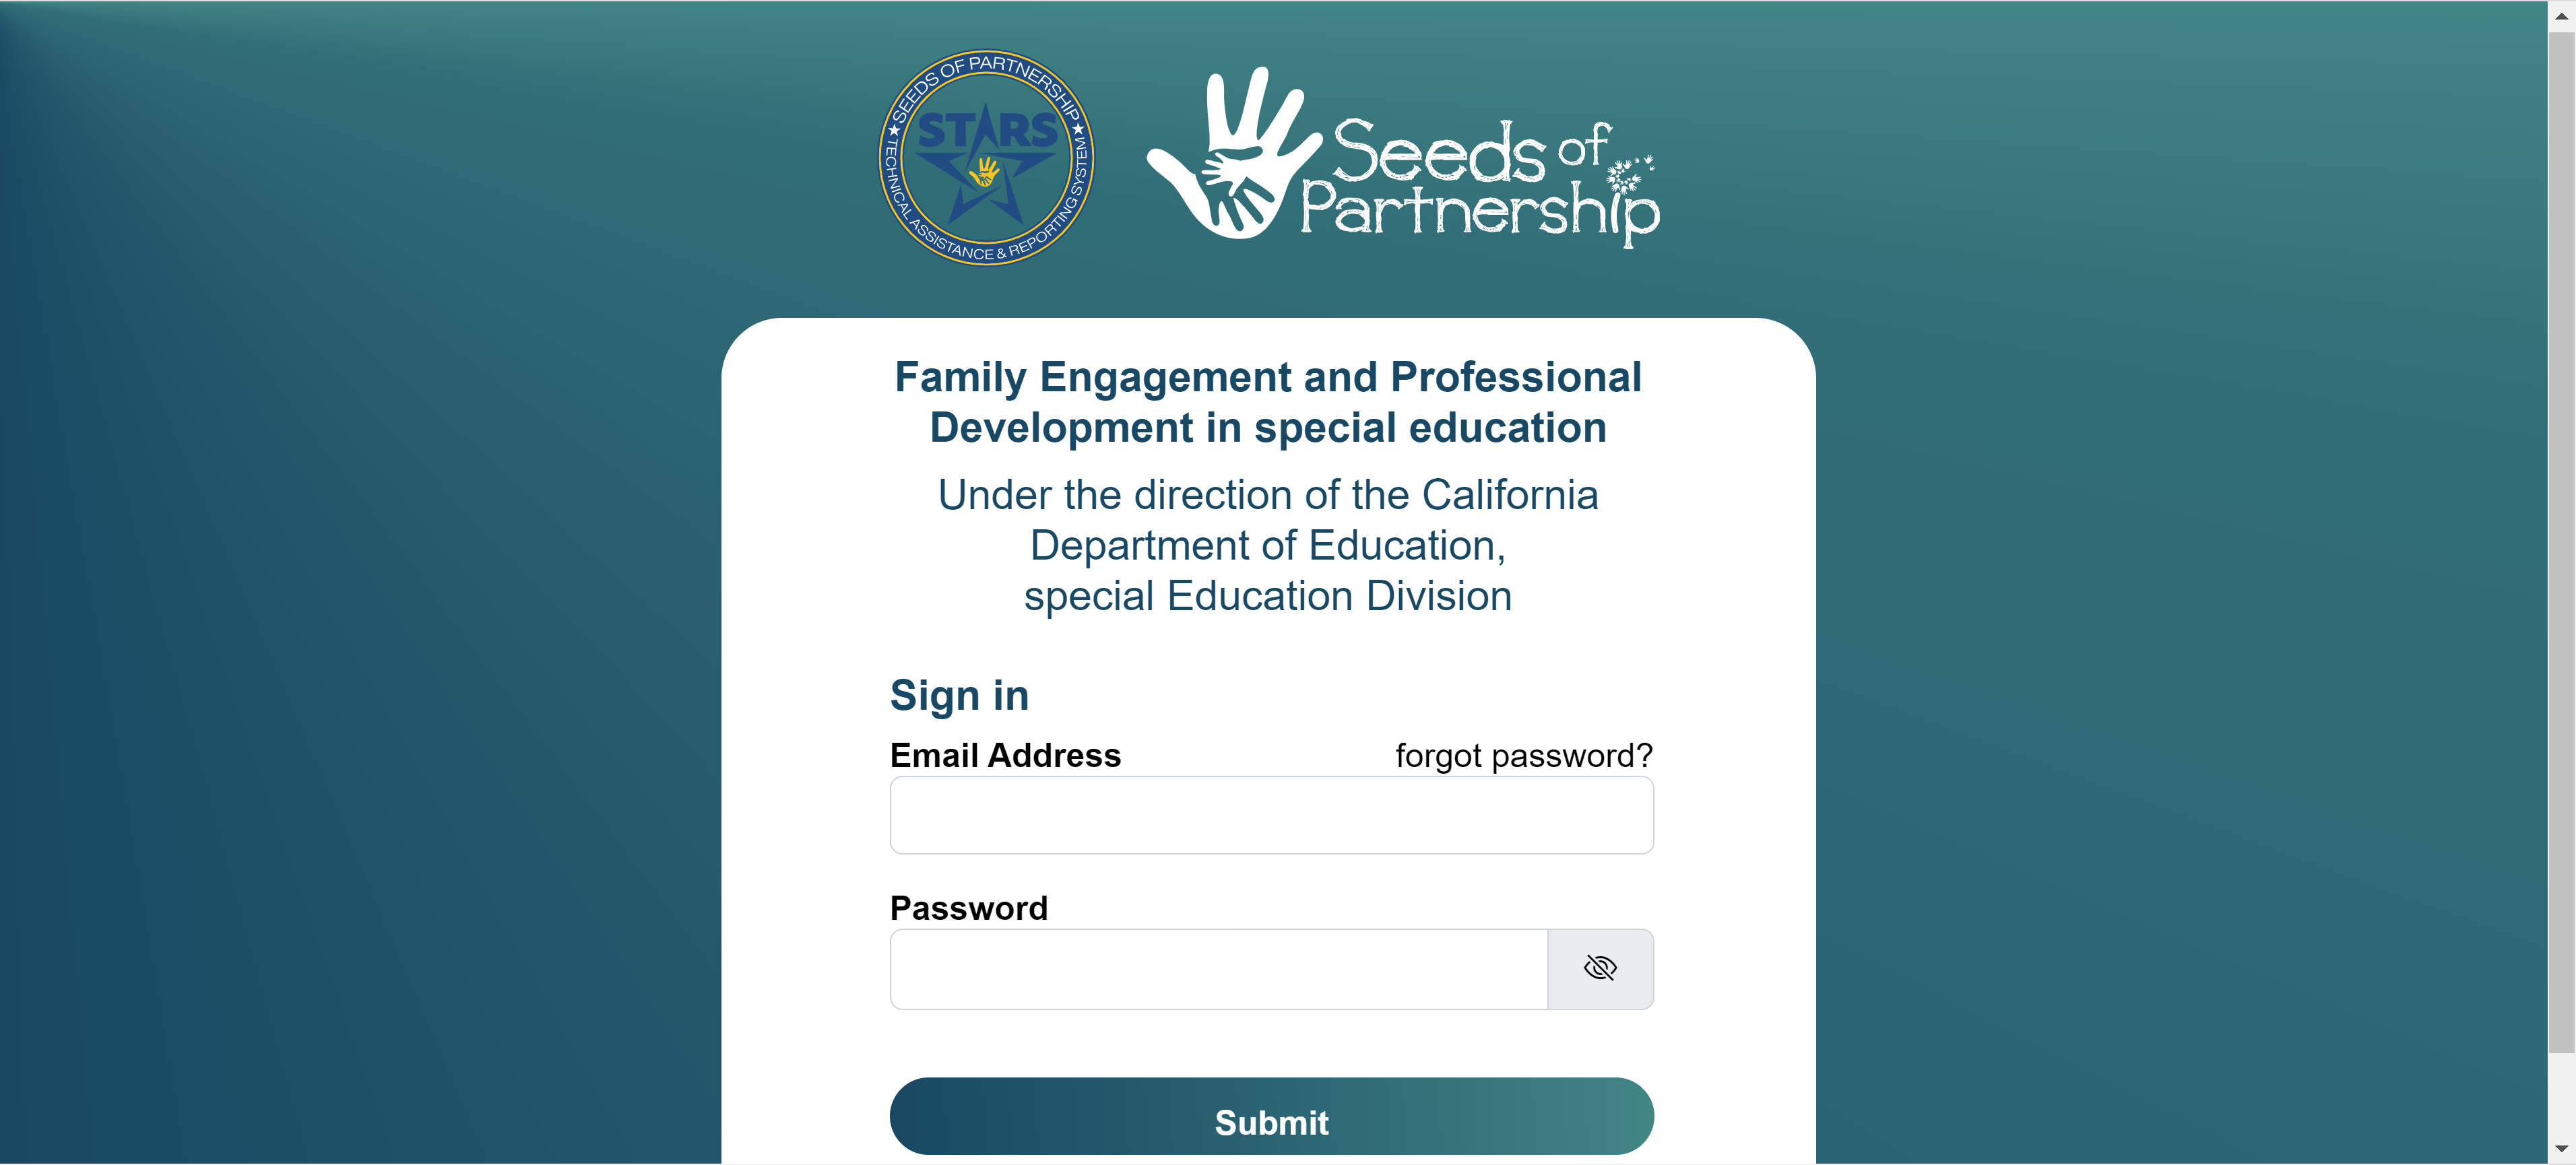 ★ SEEDS OF PARTNERSHIP ★
STARS
TECHNICAL ASSISTANCE & REPORTING SYSTEM
Seeds of
Partnership
Family Engagement and Professional
Development in special education
Under the direction of the California
Department of Education,
special Education Division
Sign in
Email Address forgot password?
Password
Submit